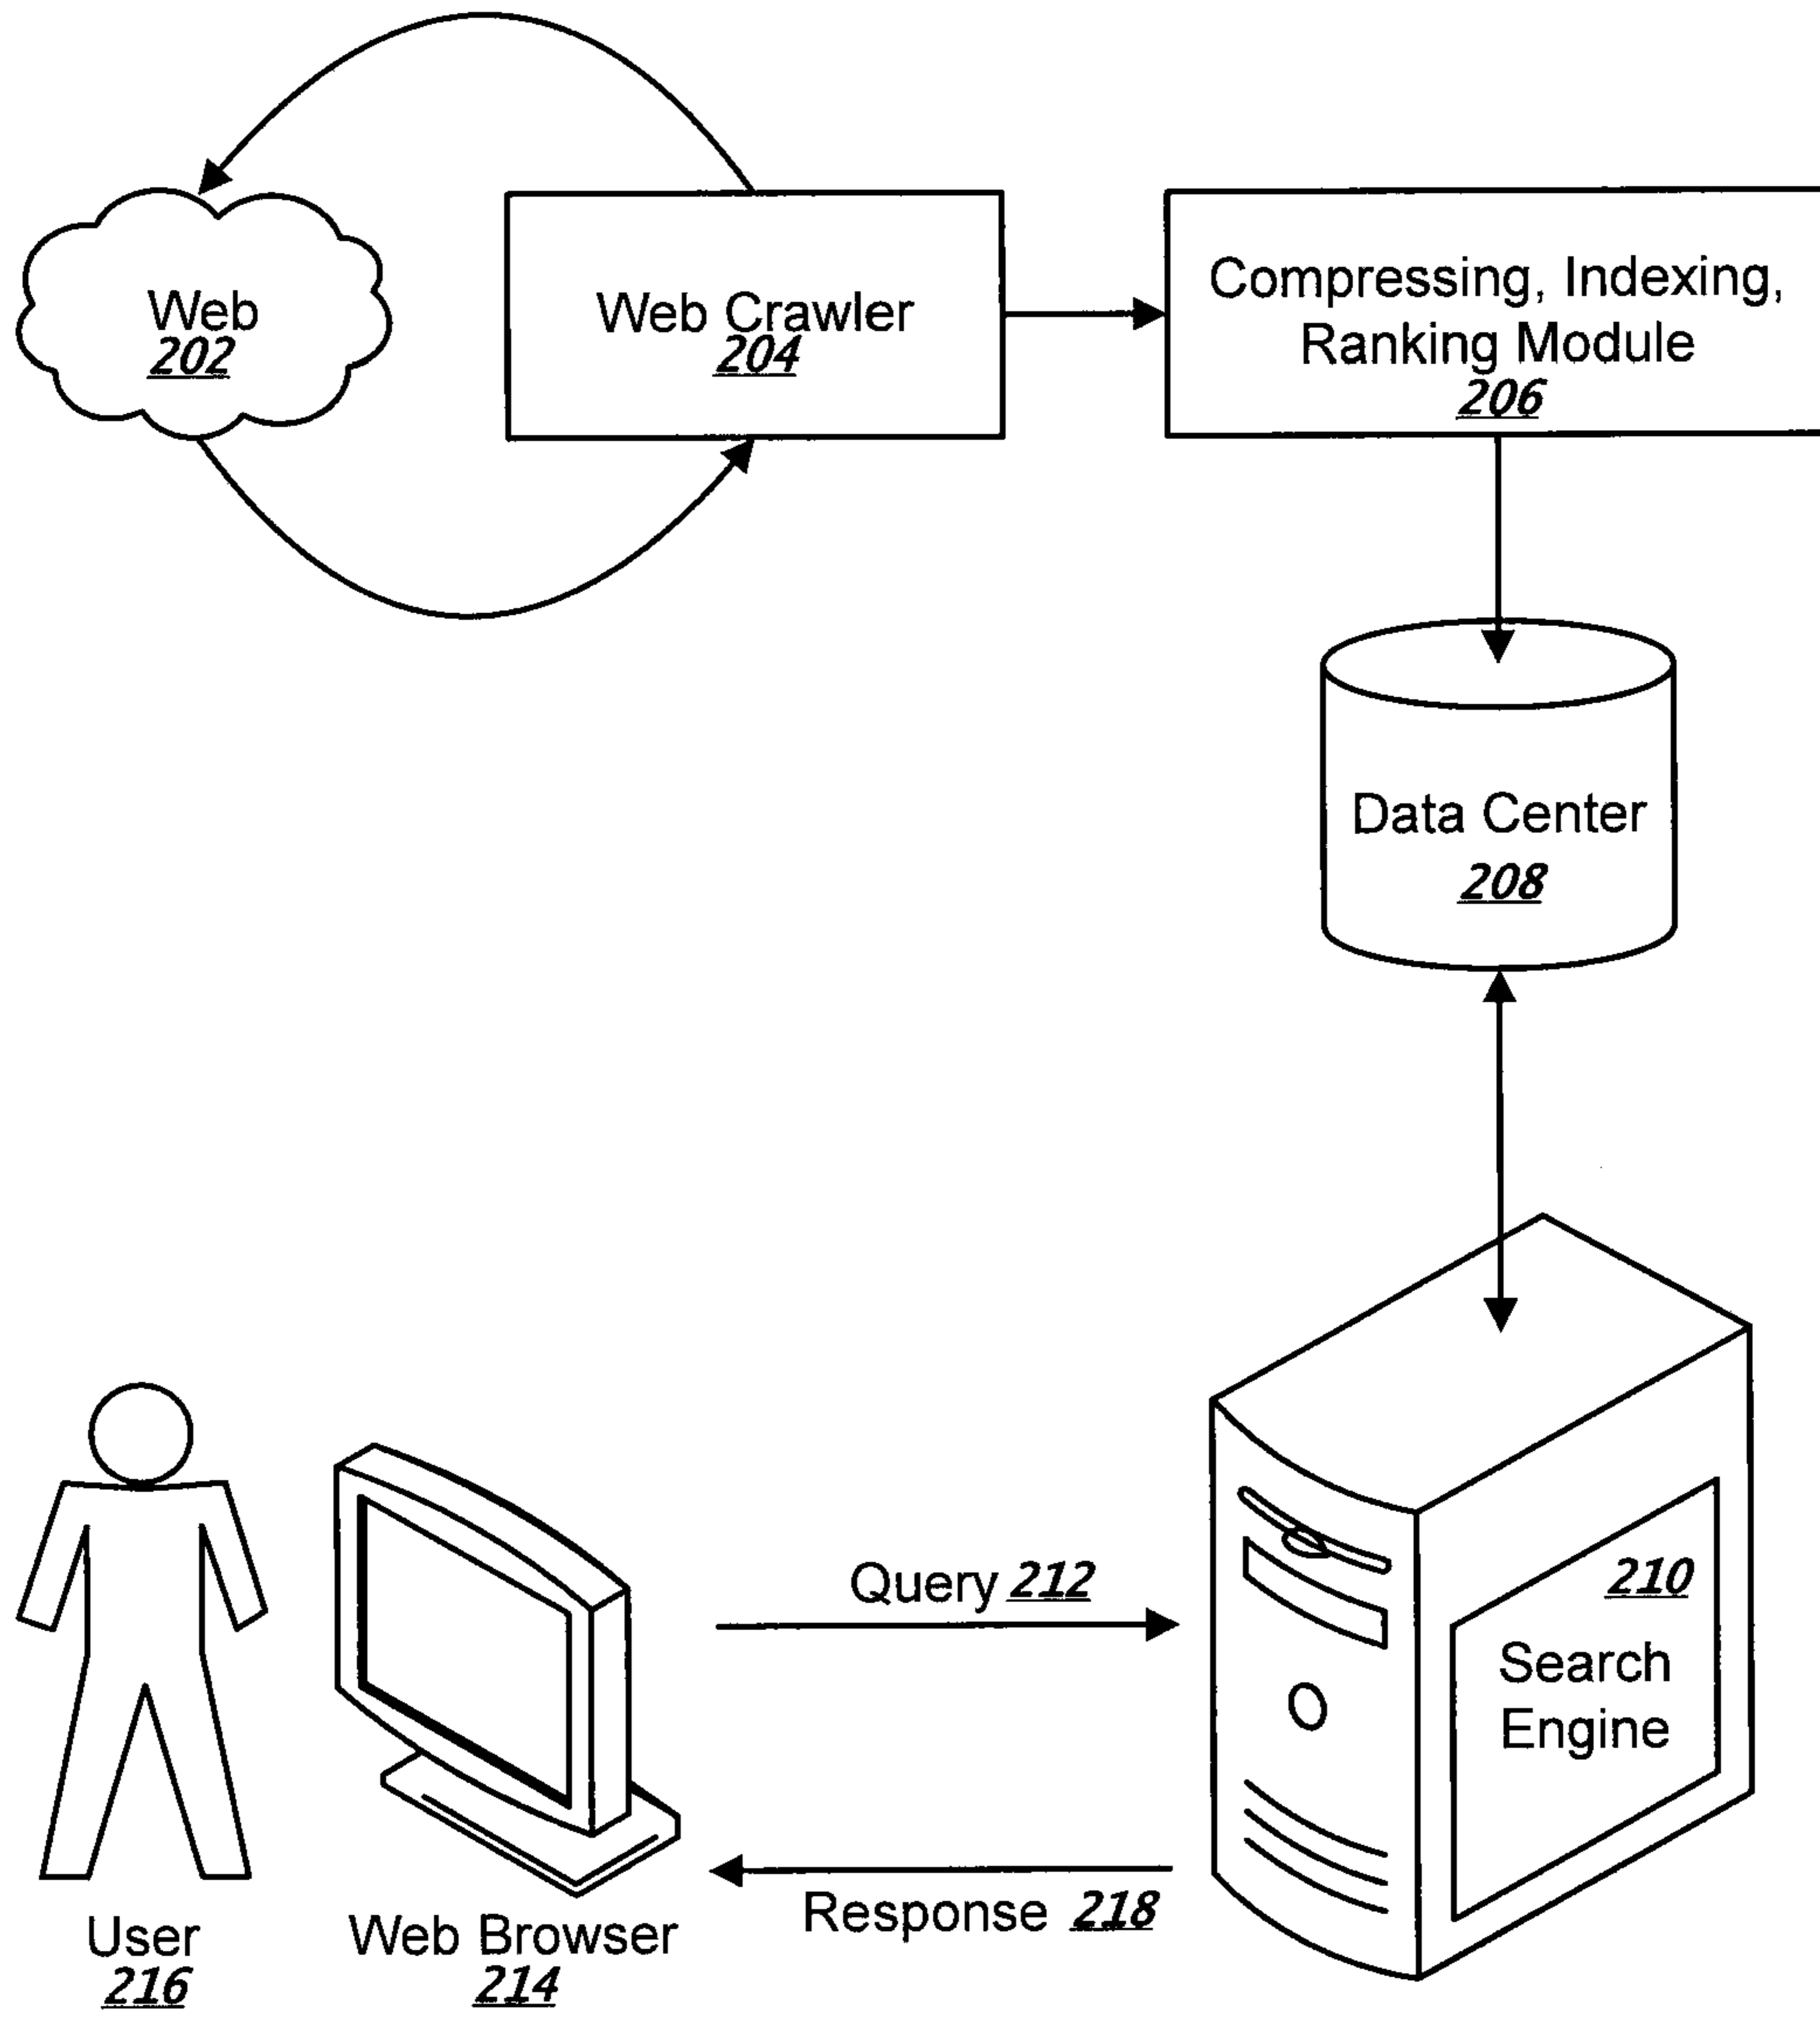 Web
202
Web Crawler
204
Compressing, Indexing,
Ranking Module
206
Data Center
208
Query 212
210
Search
Engine
Response 218
User
216
Web Browser
214